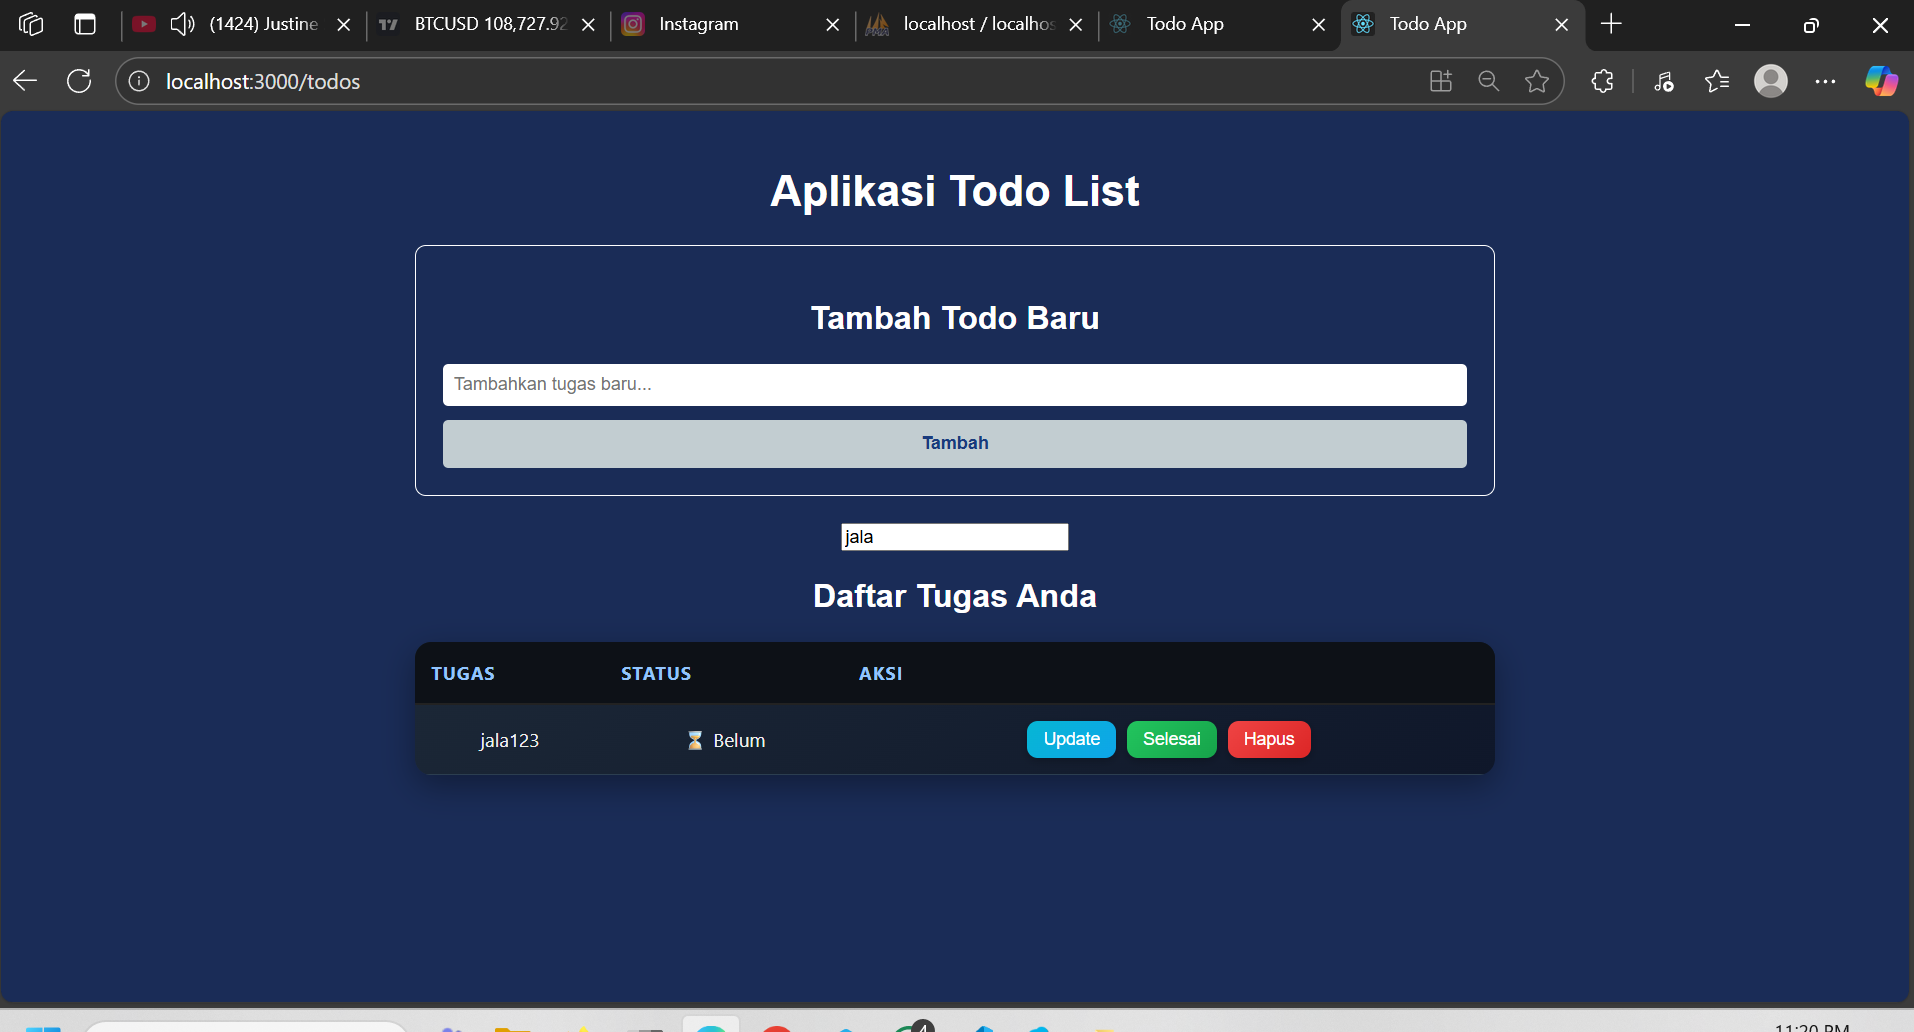 (1424) Justine
BTCUSD 108,727.92
Instagram
localhost / localhos
Todo App
Todo App
localhost:3000/todos
Aplikasi Todo List
Tambah Todo Baru
Tambahkan tugas baru...
Tambah
jala
Daftar Tugas Anda
TUGAS STATUS AKSI
jala123 ⌛ Belum Update Selesai Hapus
4
11:20 PM